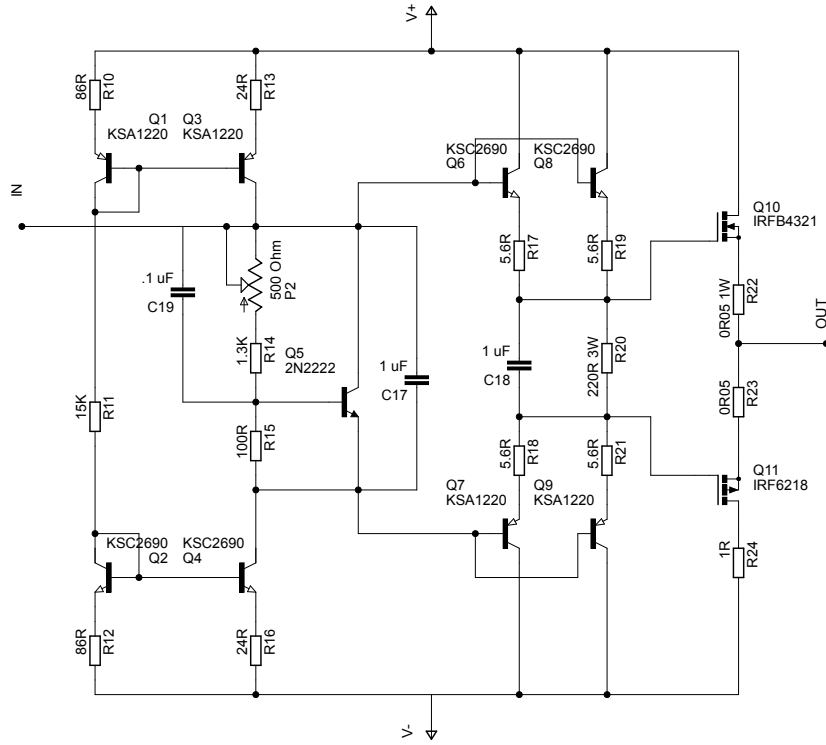 V+
86R
R10
24R
R13
Q1
KSA1220
Q3
KSA1220
KSC2690
Q6
KSC2690
Q8
IN
Q10
IRFB4321
5.6R
R17
5.6R
R19
.1 uF
C19
500 Ohm
P2
0R05 1W
R22
OUT
1.3K
R14
Q5
2N2222
1 uF
C17
1 uF
C18
220R 3W
R20
15K
R11
100R
R15
0R05
R23
5.6R
R18
5.6R
R21
Q7
KSA1220
Q9
KSA1220
Q11
IRF6218
KSC2690
Q2
KSC2690
Q4
1R
R24
86R
R12
24R
R16
V-